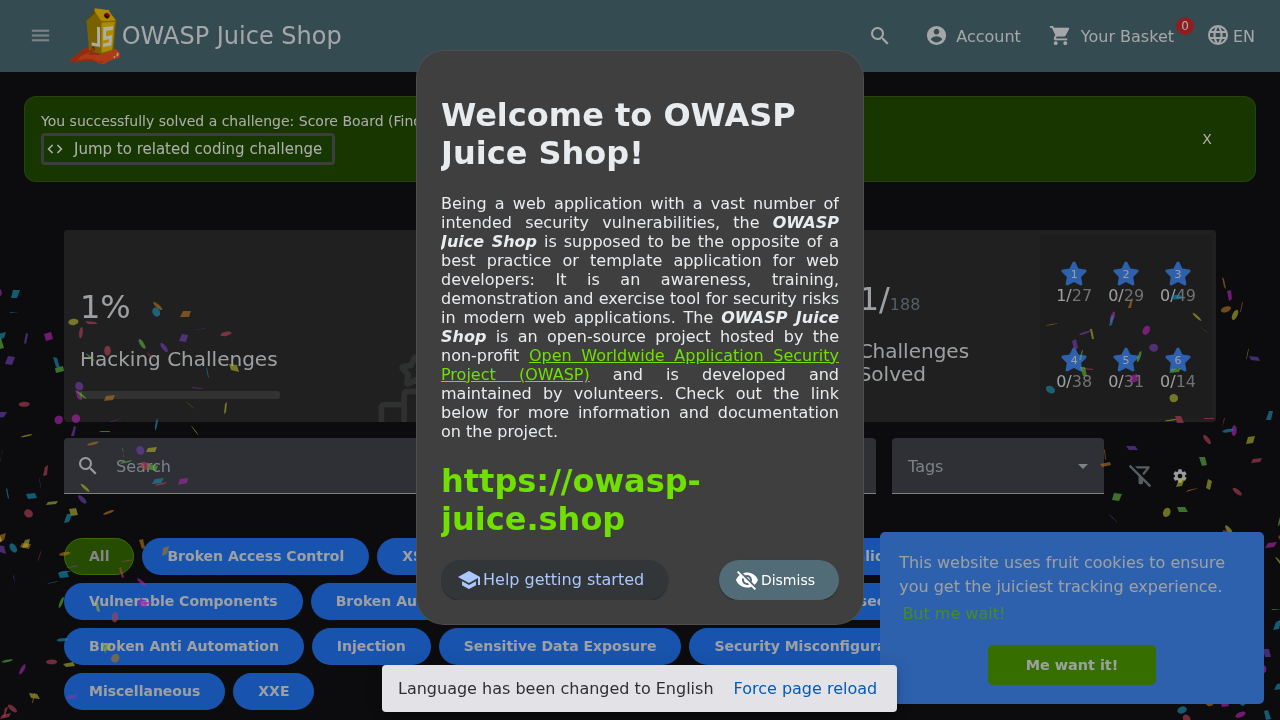 OWASP Juice Shop
Account
Your Basket
0
EN
You successfully solved a challenge: Score Board (Find
Jump to related coding challenge
X
Welcome to OWASP
Juice Shop!
Being a web application with a vast number of
intended security vulnerabilities, the OWASP
Juice Shop is supposed to be the opposite of a
best practice or template application for web
developers: It is an awareness, training,
demonstration and exercise tool for security risks
in modern web applications. The OWASP Juice
Shop is an open-source project hosted by the
non-profit Open Worldwide Application Security
Project (OWASP) and is developed and
maintained by volunteers. Check out the link
below for more information and documentation
on the project.
https://owasp-
juice.shop
Help getting started
Dismiss
1%
Hacking Challenges
1/188
Challenges
Solved
1 2 3
1/27 0/29 0/49
4 5 6
0/38 0/31 0/14
Search
Tags
All
Broken Access Control
Vulnerable Components
Broken Anti Automation
Injection
Sensitive Data Exposure
Miscellaneous
XXE
This website uses fruit cookies to ensure
you get the juiciest tracking experience.
But me wait!
Me want it!
Language has been changed to English
Force page reload